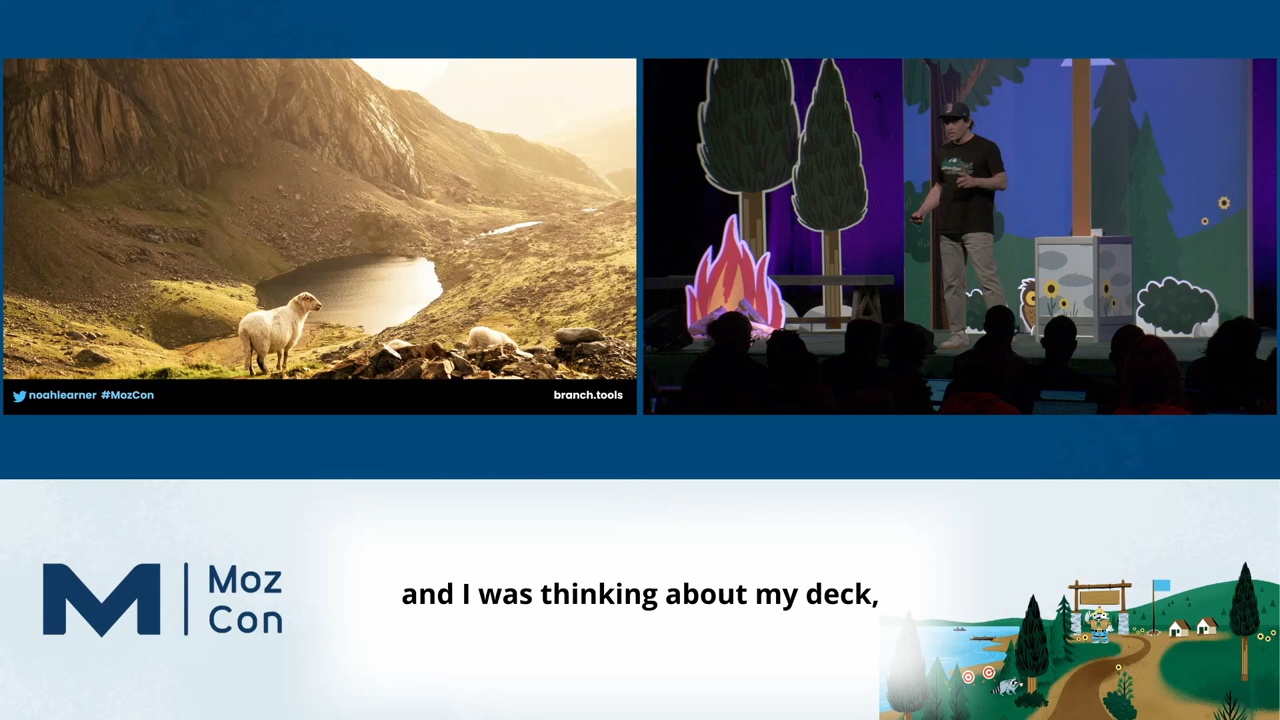 noahlearner #MozCon
branch.tools
Moz
Con
and I was thinking about my deck,